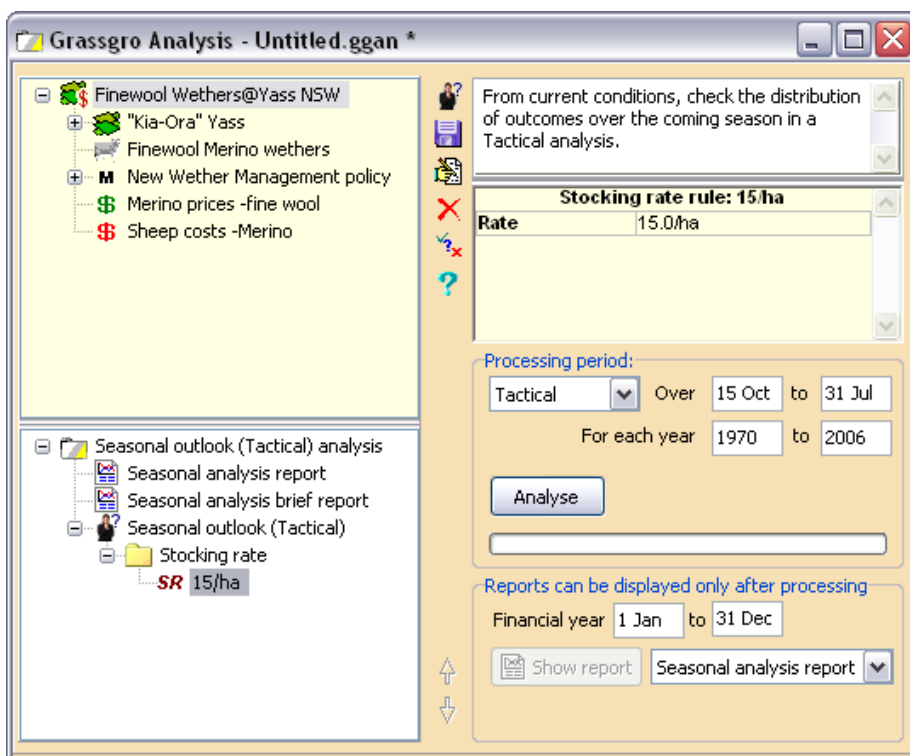 Grassgro Analysis - Untitled.ggan *
Finewool Wethers@Yass NSW
"Kia-Ora" Yass
Finewool Merino wethers
M New Wether Management policy
$ Merino prices -fine wool
$ Sheep costs -Merino
From current conditions, check the distribution
of outcomes over the coming season in a
Tactical analysis.
Stocking rate rule: 15/ha
Rate 15.0/ha
Processing period:
Tactical Over 15 Oct to 31 Jul
For each year 1970 to 2006
Analyse
Seasonal outlook (Tactical) analysis
Seasonal analysis report
Seasonal analysis brief report
Seasonal outlook (Tactical)
Stocking rate
SR 15/ha
Reports can be displayed only after processing
Financial year 1 Jan to 31 Dec
Show report Seasonal analysis report